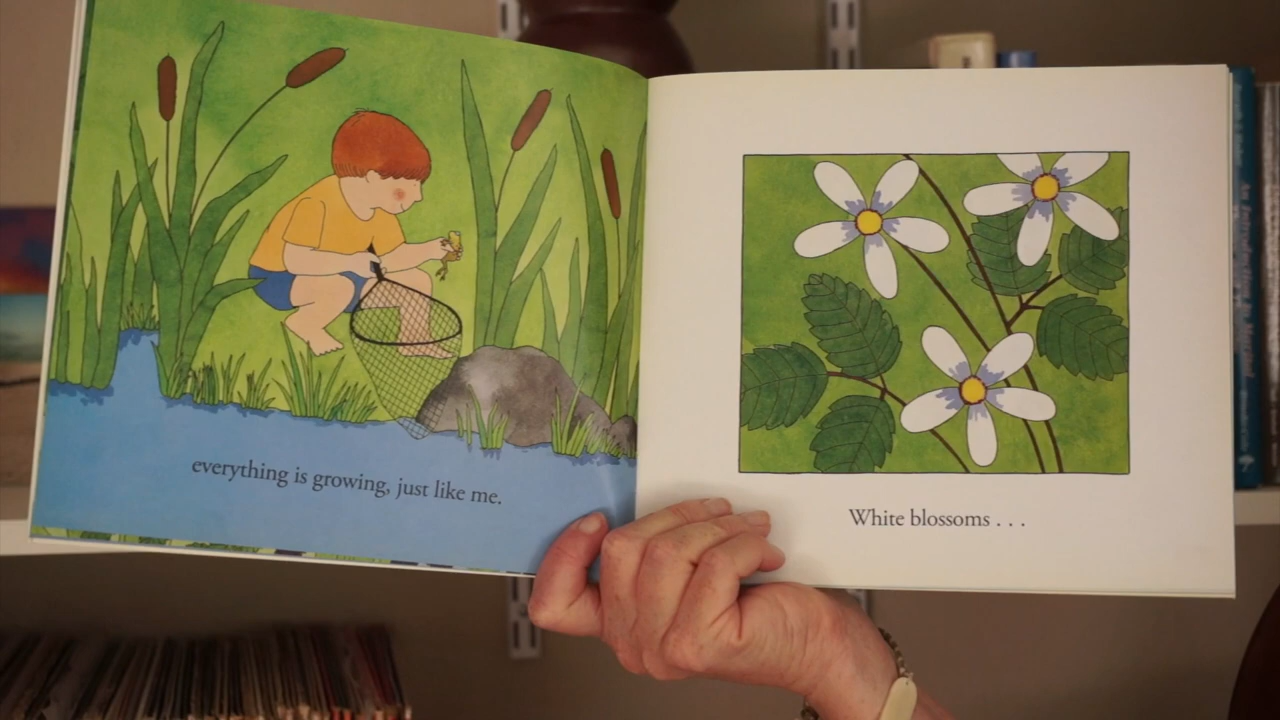 everything is growing, just like me.
White blossoms . . .